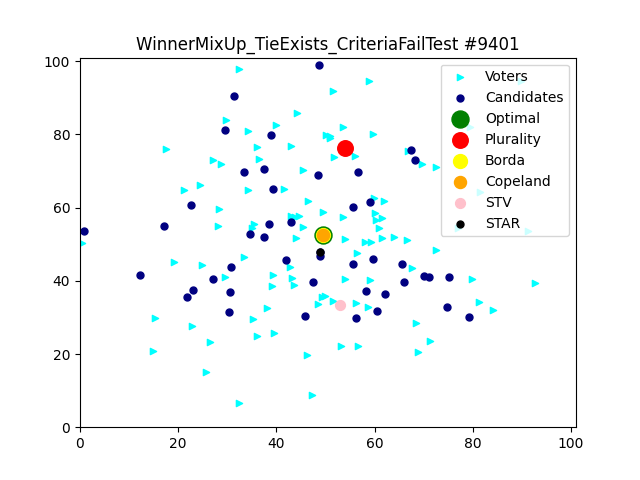 WinnerMixUp_TieExists_CriteriaFailTest #9401
100
80
60
40
20
0
0
20
40
60
80
100
Voters
Candidates
Optimal
Plurality
Borda
Copeland
STV
STAR